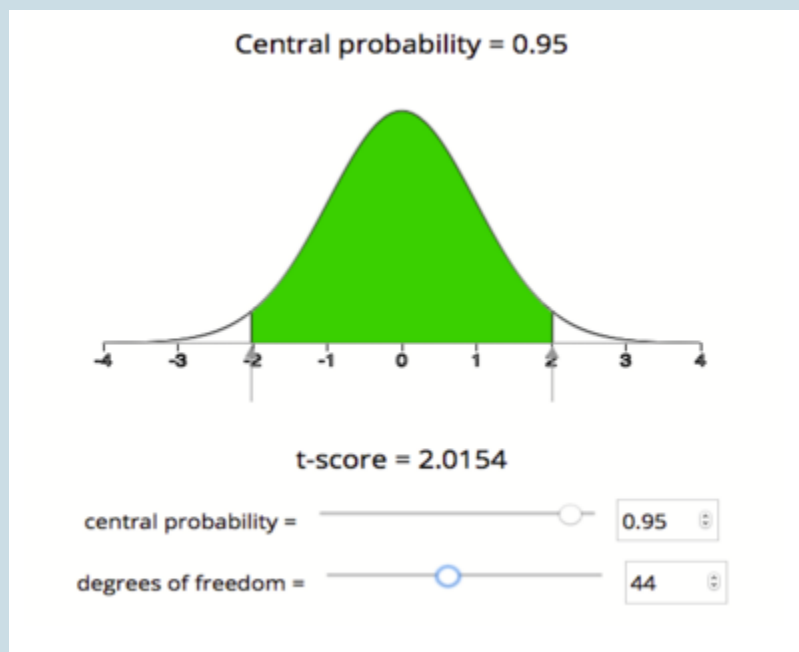 Central probability = 0.95
-4 -3 -2 -1 0 1 2 3 4
t-score = 2.0154
central probability = 0.95
degrees of freedom = 44